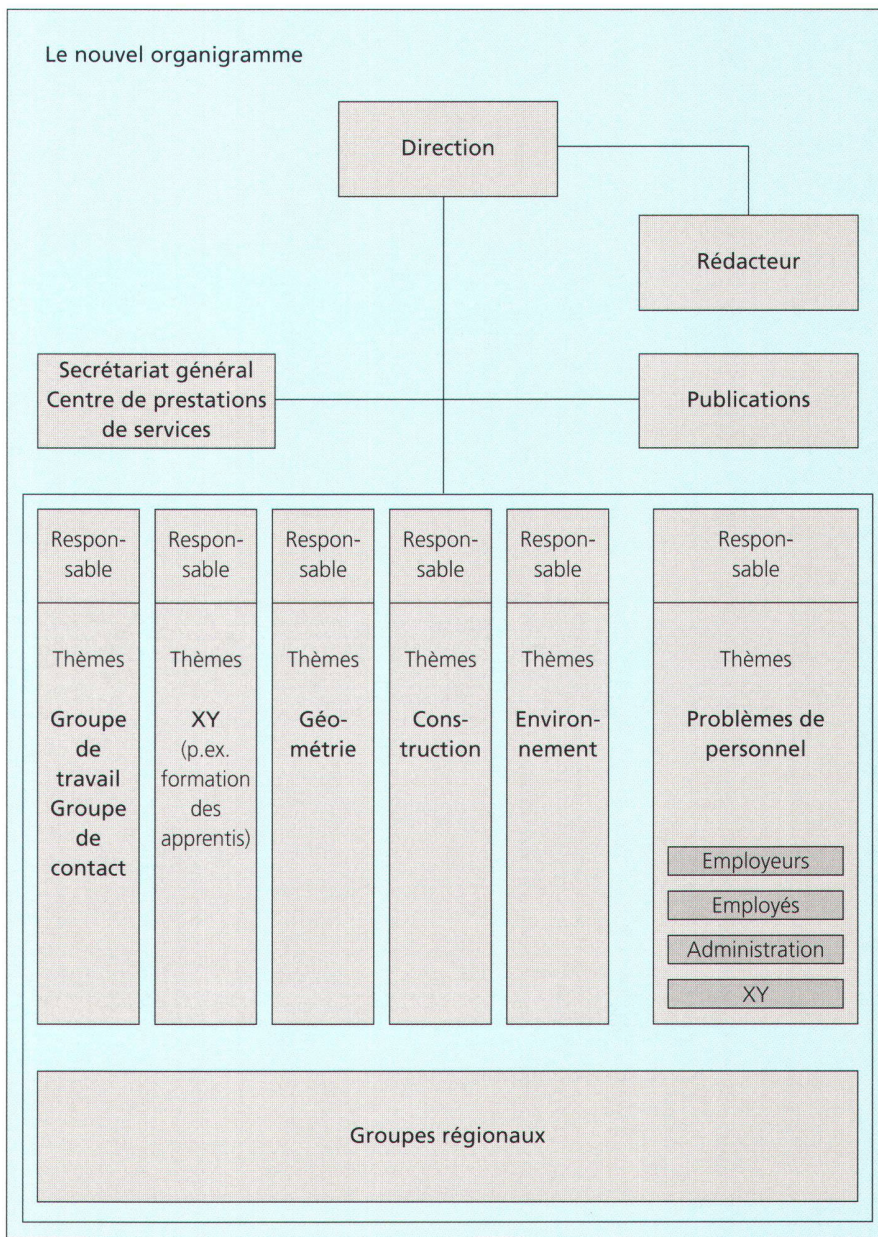 Le nouvel organigramme
Direction
Rédacteur
Secrétariat général
Centre de prestations
de services
Publications
Respon-
sable
Thèmes
Groupe
de
travail
Groupe
de
contact
Respon-
sable
Thèmes
XY
(p.ex.
formation
des
apprentis)
Respon-
sable
Thèmes
Géo-
métrie
Respon-
sable
Thèmes
Cons-
truction
Respon-
sable
Thèmes
Environ-
nement
Respon-
sable
Thèmes
Problèmes de
personnel
Employeurs
Employés
Administration
XY
Groupes régionaux